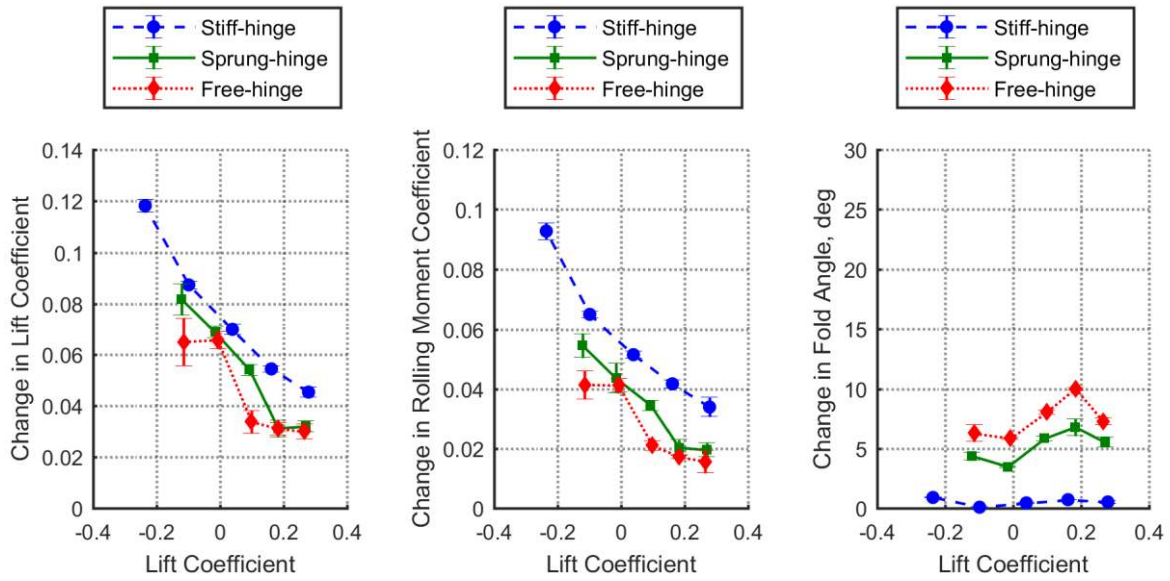 Stiff-hinge
Sprung-hinge
Free-hinge
0.14
0.12
0.1
0.08
0.06
0.04
0.02
0
-0.4
-0.2
0
0.2
0.4
Change in Lift Coefficient
Lift Coefficient
Stiff-hinge
Sprung-hinge
Free-hinge
0.12
0.1
0.08
0.06
0.04
0.02
0
-0.4
-0.2
0
0.2
0.4
Change in Rolling Moment Coefficient
Lift Coefficient
Stiff-hinge
Sprung-hinge
Free-hinge
30
25
20
15
10
5
0
-0.4
-0.2
0
0.2
0.4
Change in Fold Angle, deg
Lift Coefficient